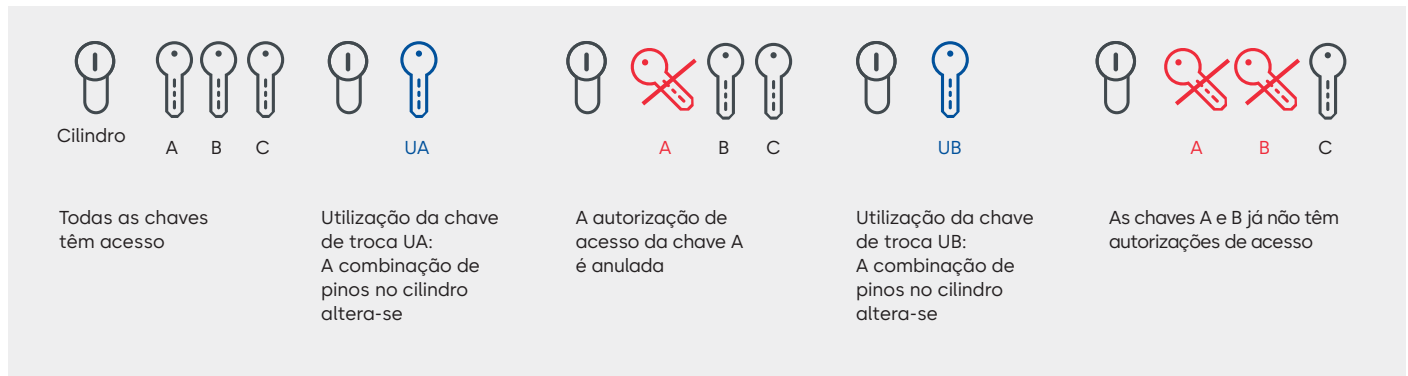 Cilindro
A B C
UA
A B C
UB
A B C
Todas as chaves
têm acesso
Utilização da chave
de troca UA:
A combinação de
pinos no cilindro
altera-se
A autorização de
acesso da chave A
é anulada
Utilização da chave
de troca UB:
A combinação de
pinos no cilindro
altera-se
As chaves A e B já não têm
autorizações de acesso